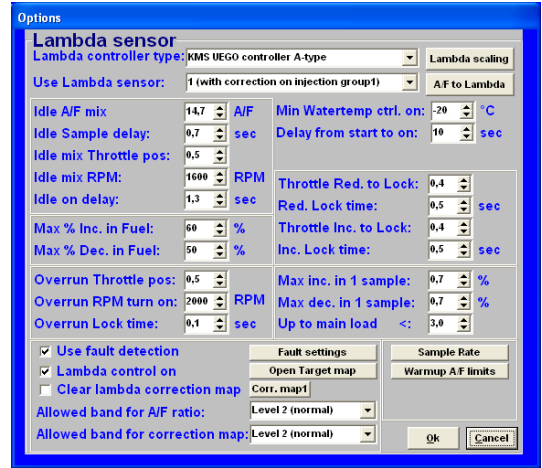 Options
Lambda sensor
Lambda controller type: KMS UEGO controller A-type Lambda scaling
Use Lambda sensor: 1 (with correction on injection group1) A/F to Lambda
Idle A/F mix 14,7 A/F
Idle Sample delay: 0,7 sec
Idle mix Throttle pos: 0,5
Idle mix RPM: 1600 RPM
Idle on delay: 1,3 sec
Min Watertemp ctrl. on: -20 °C
Delay from start to on: 10 sec
Throttle Red. to Lock: 0,4
Red. Lock time: 0,5 sec
Throttle Inc. to Lock: 0,4
Inc. Lock time: 0,5 sec
Max % Inc. in Fuel: 60 %
Max % Dec. in Fuel: 50 %
Overrun Throttle pos: 0,5
Overrun RPM turn on: 2000 RPM
Overrun Lock time: 0,1 sec
Max inc. in 1 sample: 0,7 %
Max dec. in 1 sample: 0,7 %
Up to main load <: 3,0
Use fault detection Fault settings
Lambda control on Open Target map
Clear lambda correction map Corr. map1
Allowed band for A/F ratio: Level 2 (normal)
Allowed band for correction map: Level 2 (normal)
Sample Rate
Warmup A/F limits
Ok Cancel